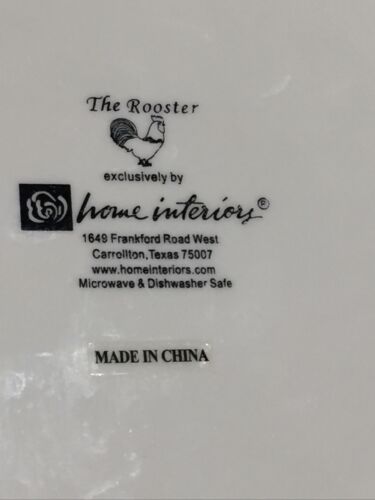 The Rooster
exclusively by
home interiors®
1649 Frankford Road West
Carrollton, Texas 75007
www.homeinteriors.com
Microwave & Dishwasher Safe
MADE IN CHINA